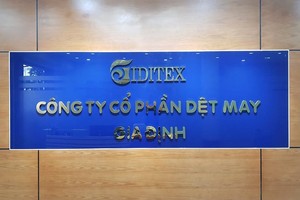 GIDITEX
CÔNG TY CỔ PHẦN DỆT MAY
GIA ĐỊNH